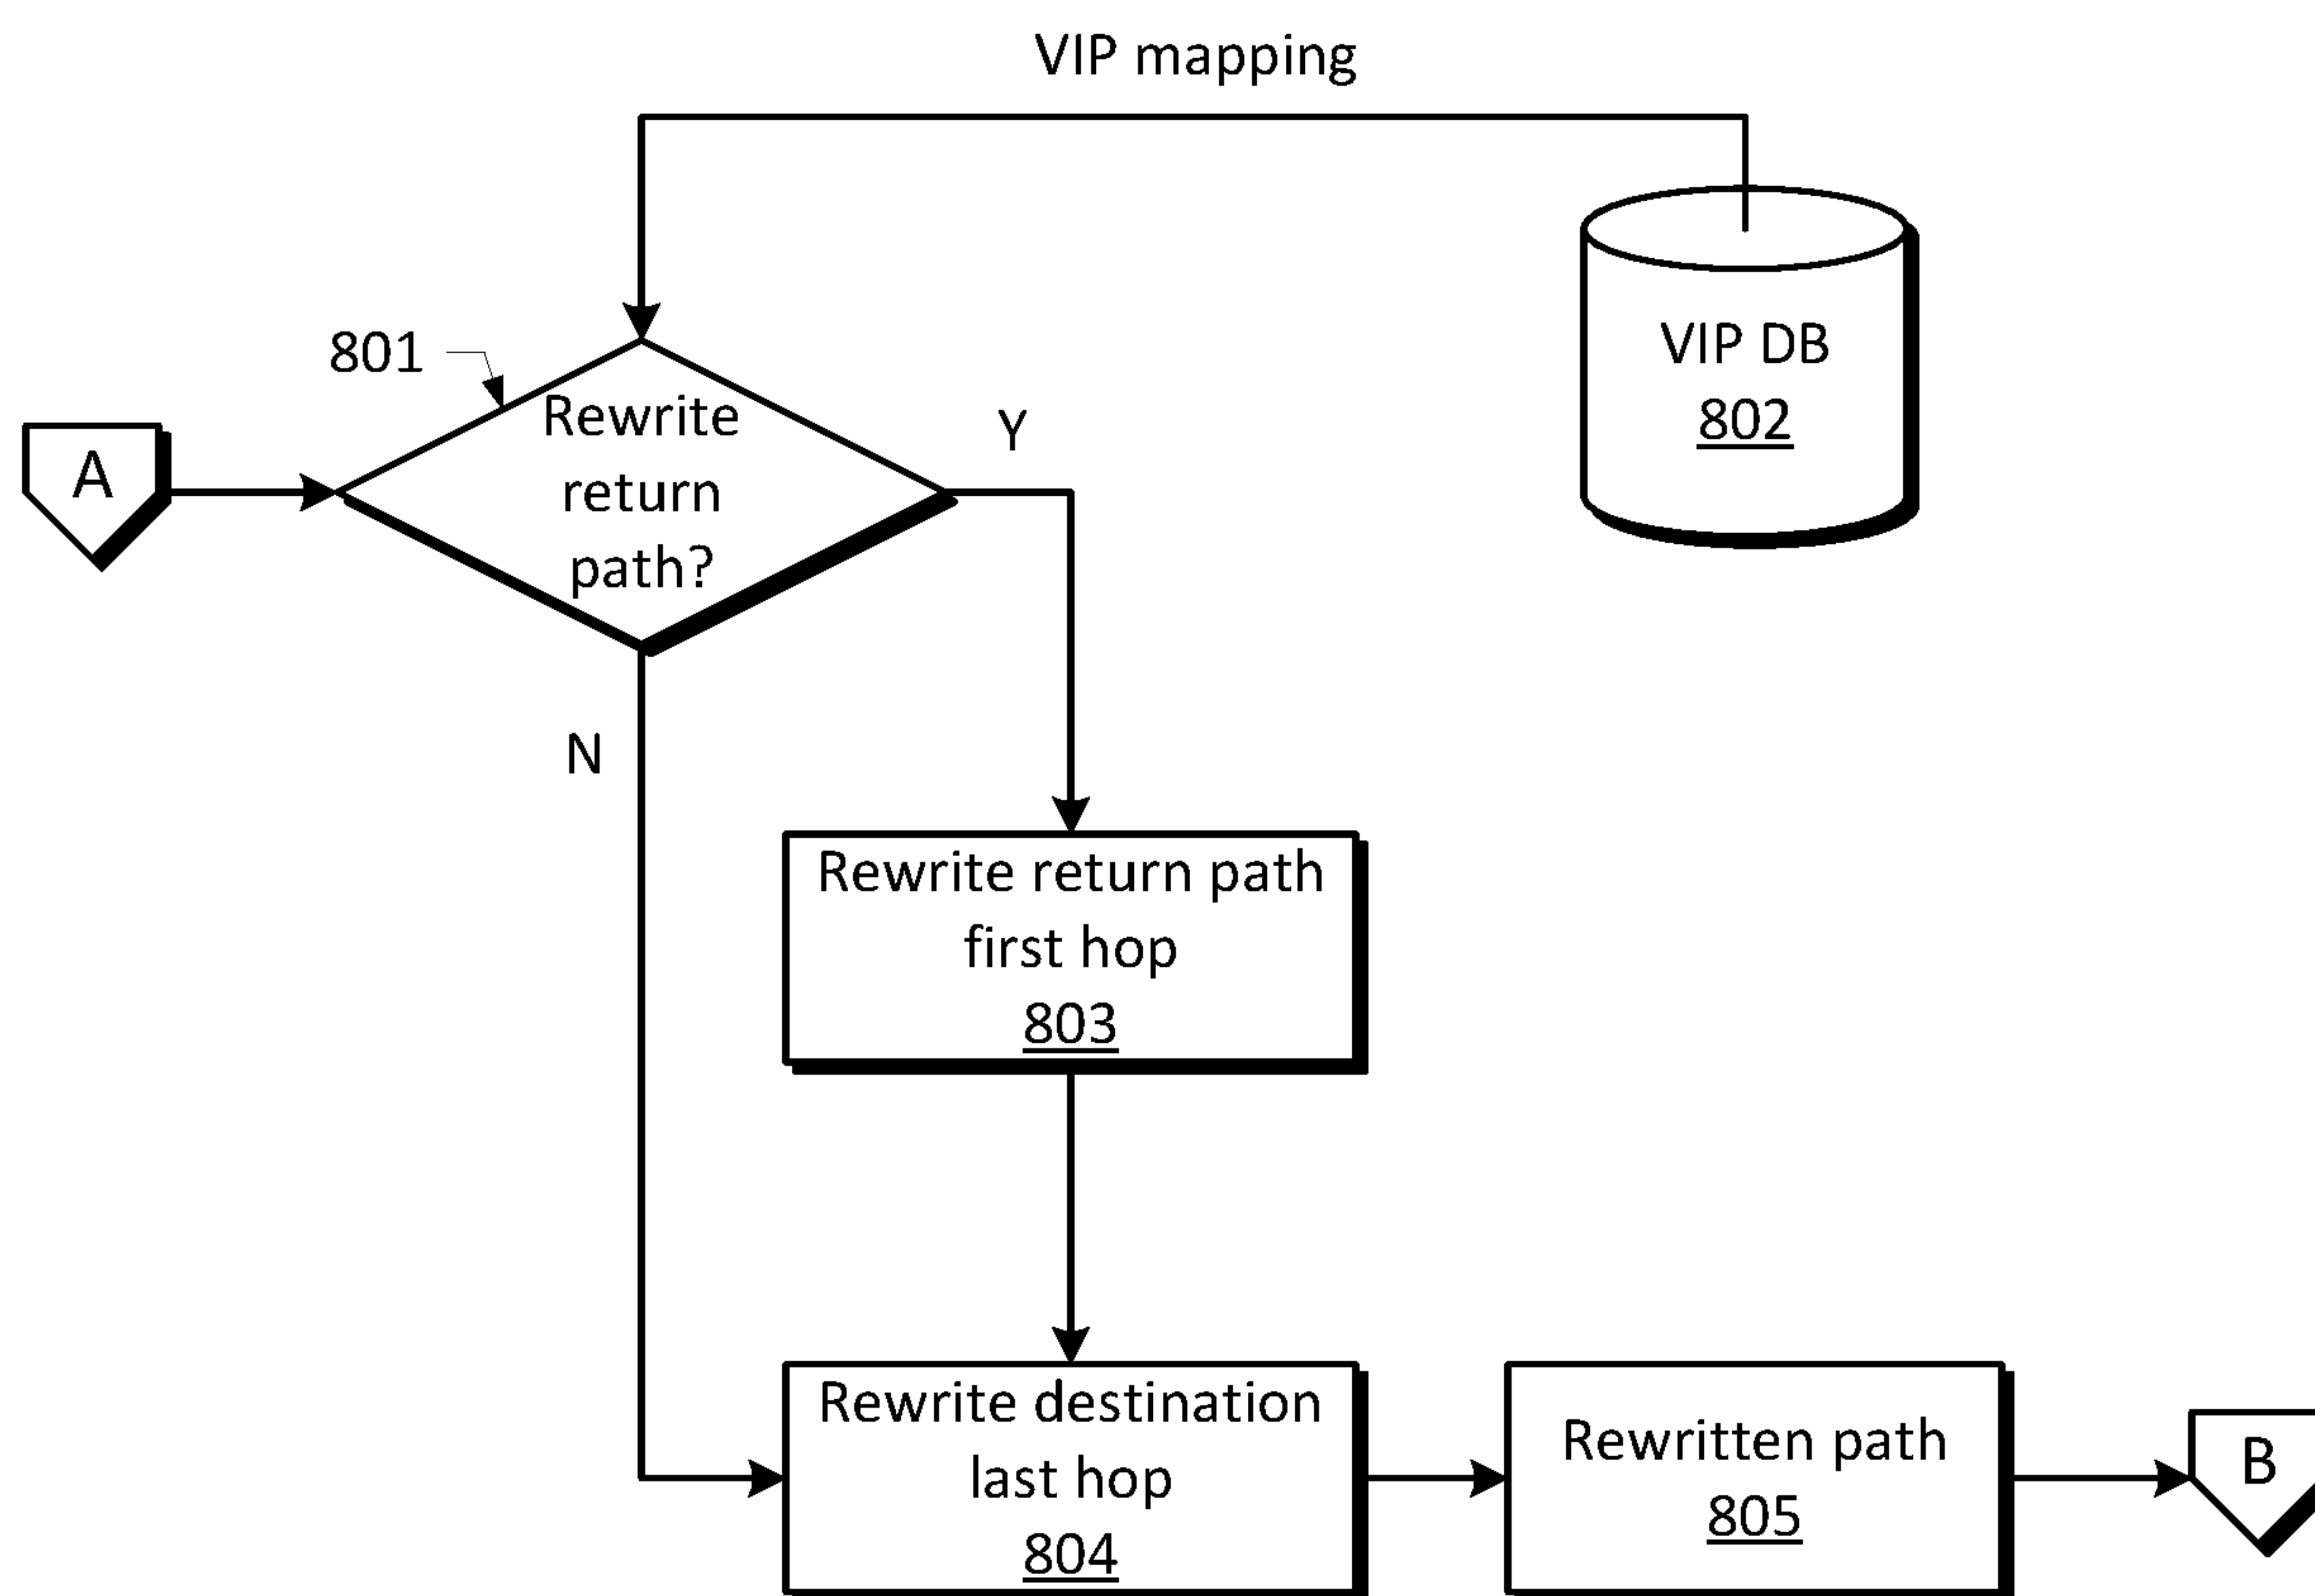 VIP mapping
801
VIP DB
802
A
Rewrite
return
path?
Y
N
Rewrite return path
first hop
803
Rewrite destination
last hop
804
Rewritten path
805
B